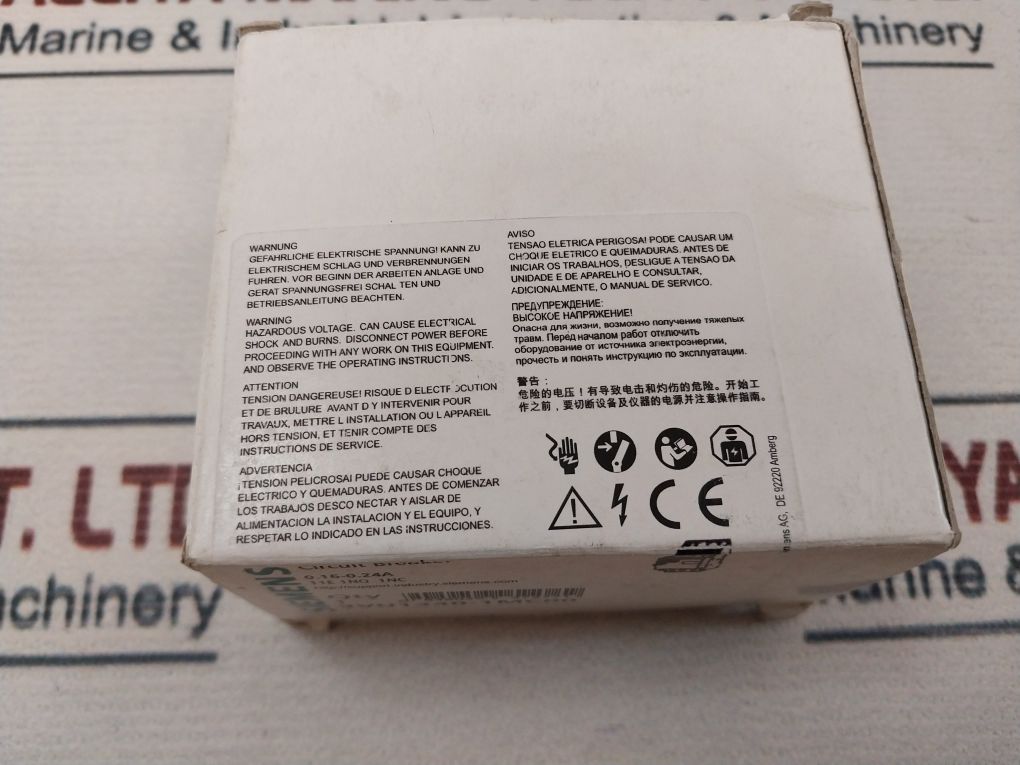 Marine &
WARNUNG
GEFAHRLICHE ELEKTRISCHE SPANNUNG! KANN ZU
ELEKTRISCHEM SCHLAG UND VERBRENNUNGEN
FUHREN. VOR BEGINN DER ARBEITEN ANLAGE UND
GERAT SPANNUNGSFREI SCHAL TEN UND
BETRIEBSANLEITUNG BEACHTEN.
WARNING
HAZARDOUS VOLTAGE. CAN CAUSE ELECTRICAL
SHOCK AND BURNS. DISCONNECT POWER BEFORE
PROCEEDING WITH ANY WORK ON THIS EQUIPMENT.
AND OBSERVE THE OPERATING INSTRUCTIONS.
ATTENTION
TENSION DANGEREUSE! RISQUE D ELECTROCUTION
ET DE BRULURE AVANT D Y INTERVENIR POUR
TRAVAUX, METTRE L INSTALLATION OU L APPAREIL
HORS TENSION, ET TENIR COMPTE DES
INSTRUCTIONS DE SERVICE.
ADVERTENCIA
¡TENSION PELICROSA! PUEDE CAUSAR CHOQUE
ELECTRICO Y QUEMADURAS. ANTES DE COMENZAR
LOS TRABAJOS DESCO NECTAR Y AISLAR DE
ALIMENTACION LA INSTALACION Y EL EQUIPO, Y
RESPETAR LO INDICADO EN LAS INSTRUCCIONES.
AVISO
TENSAO ELETRICA PERIGOSA! PODE CAUSAR UM
CHOQUE ELETRICO E QUEIMADURAS. ANTES DE
INICIAR OS TRABALHOS, DESLIGUE A TENSAO DA
UNIDADE E DE APARELHO E CONSULTAR,
ADICIONALMENTE, O MANUAL DE SERVICO.
ПРЕДУПРЕЖДЕНИЕ:
ВЫСОКОЕ НАПРЯЖЕНИЕ!
Опасна для жизни, возможно получение тяжелых
травм. Перед началом работ отключить
оборудование от источника электроэнергии,
прочесть и понять инструкцию по эксплуатации.
警告：
危险的电压！有导致电击和灼伤的危险。开始工
作之前，要切断设备及仪器的电源并注意操作指南。
CE
AG, DE 92220 Amberg
Circuit Breaker
0.16-0.24A
1NO 1NC